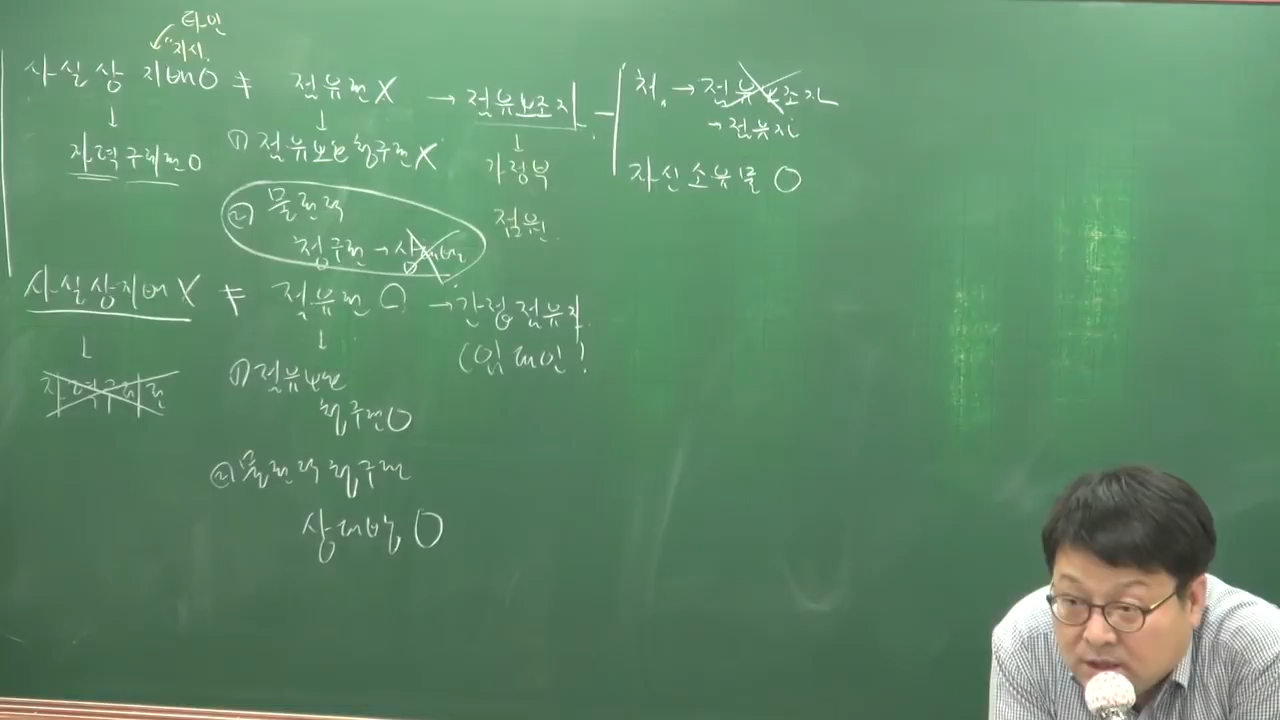 타인
"지시.
사실상 지배O ≠ 점유권X → 점유보조자 - 처. → 점유보조자
→ 점유자
↓ ↓ ↓
자력구제권O ① 점유보호청구권X 가정부 자신소유물 O
② 물권적 점원.
청구권 → 상대방
사실상지배X ≠ 점유권 O → 간접점유자.
(임대인)
↓ ↓
자력구제권 ① 점유보호
청구권O
② 물권적 청구권
상대방 O